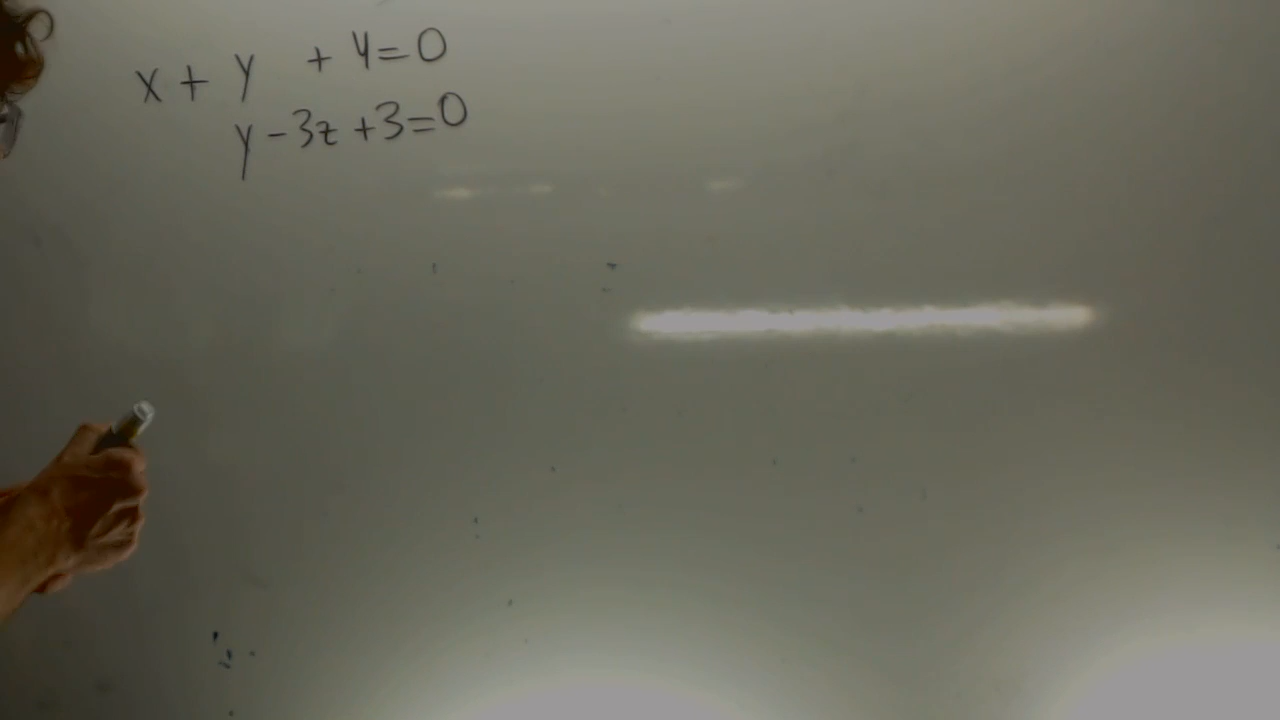 x + y + 4 = 0
y - 3z + 3 = 0